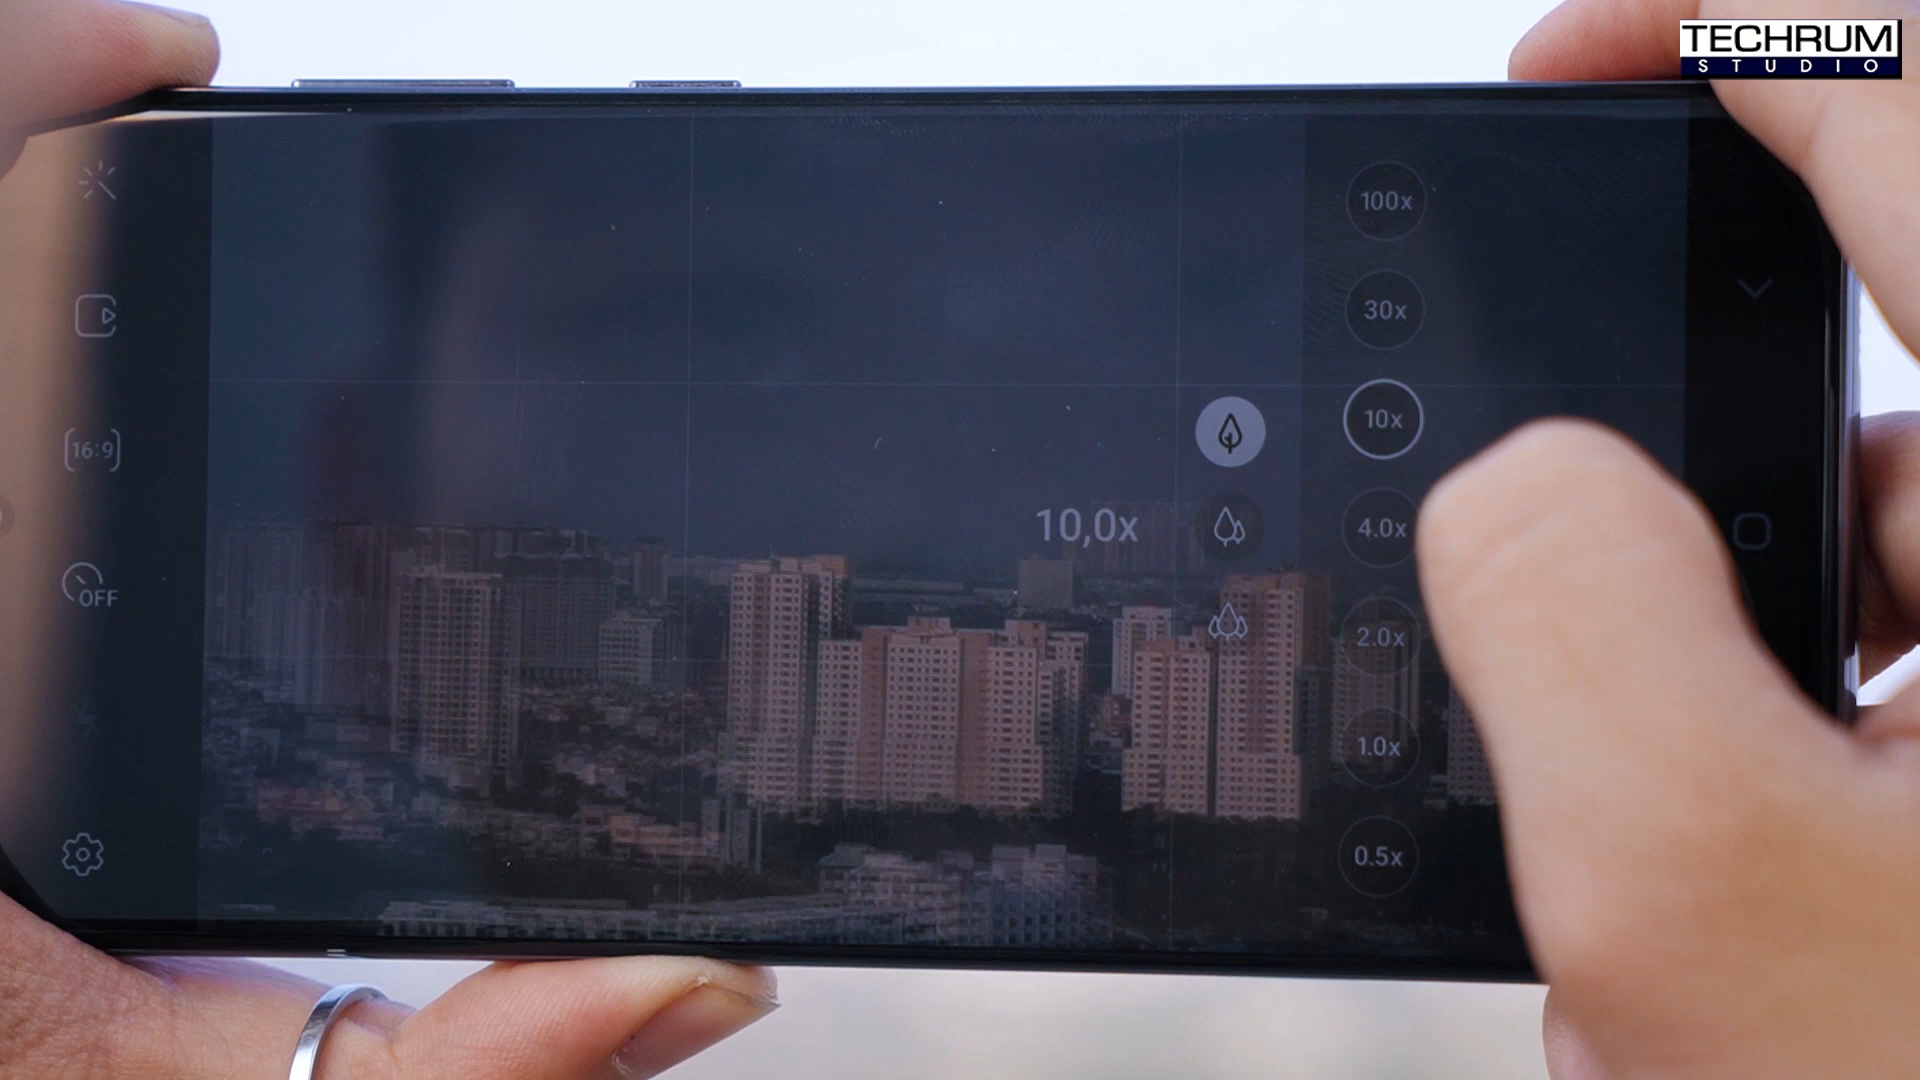 TECHRUM
STUDIO
100x
30x
10x
16:9
10,0x
4.0x
OFF
2.0x
1.0x
0.5x